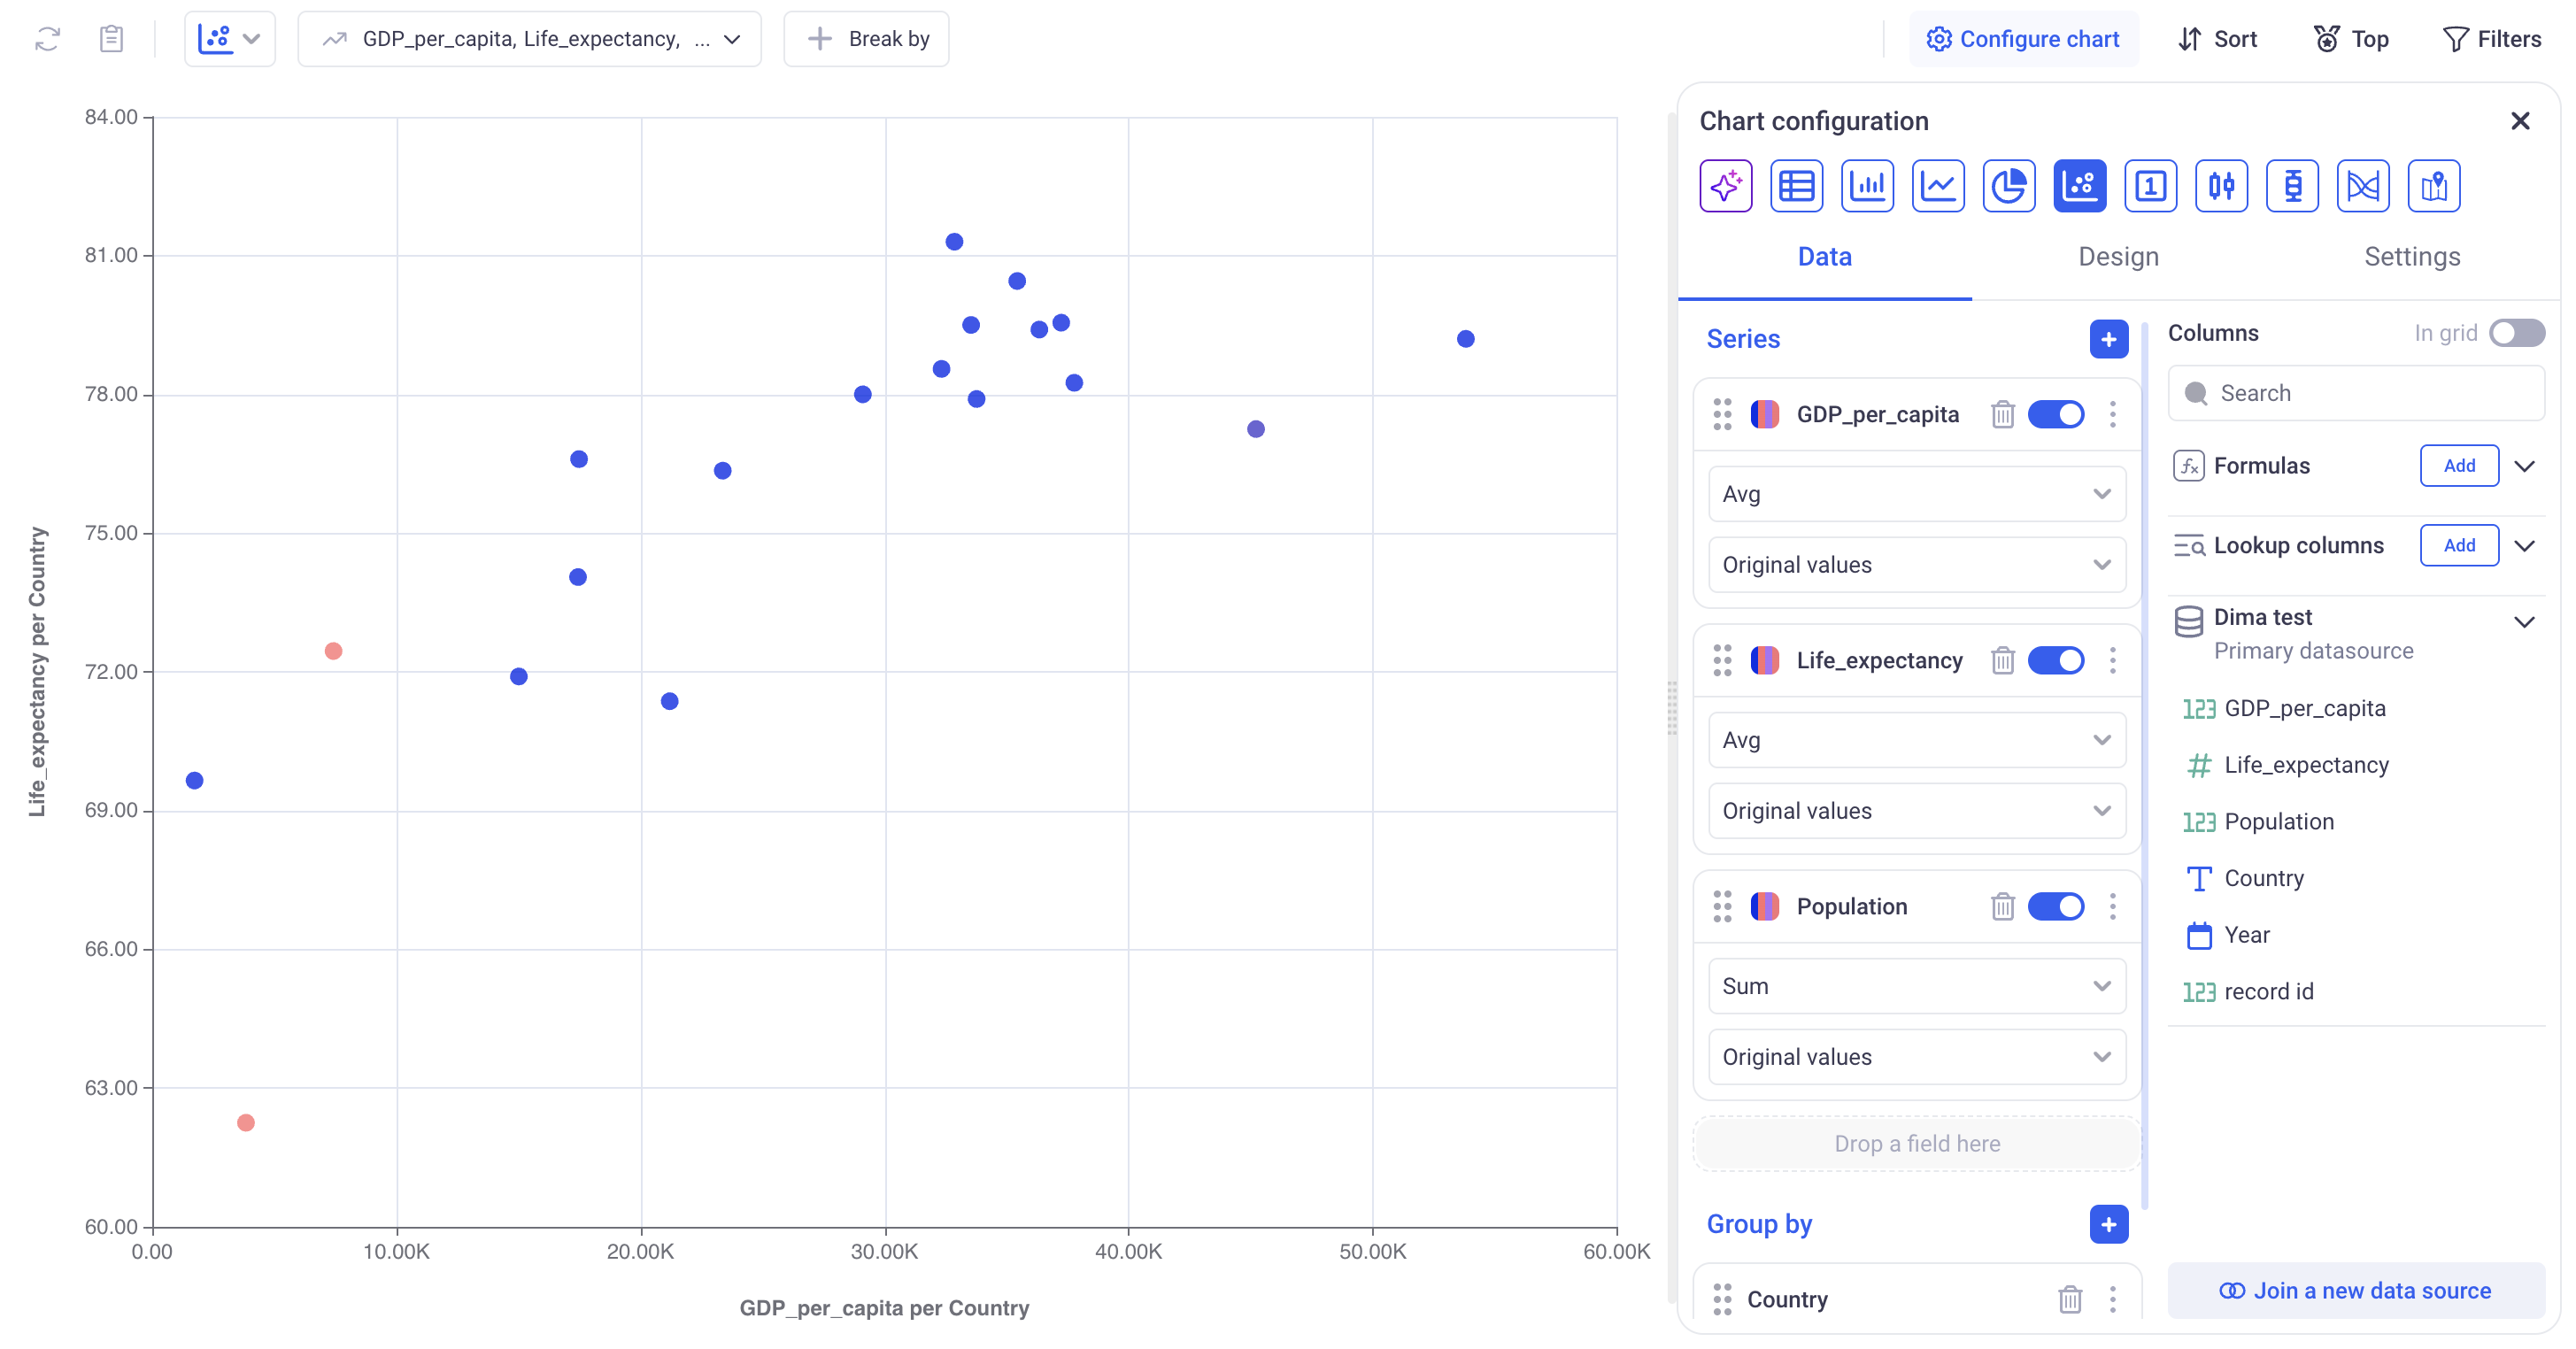 GDP_per_capita, Life_expectancy, ...
Break by
Configure chart
Sort
Top
Filters
84.00
81.00
78.00
75.00
72.00
69.00
66.00
63.00
60.00
0.00
10.00K
20.00K
30.00K
40.00K
50.00K
60.00K
Life_expectancy per Country
GDP_per_capita per Country
Chart configuration
1
Data
Design
Settings
Series
GDP_per_capita
Avg
Original values
Life_expectancy
Avg
Original values
Population
Sum
Original values
Drop a field here
Group by
Country
Columns
In grid
Search
fx Formulas
Add
Lookup columns
Add
Dima test
Primary datasource
123 GDP_per_capita
# Life_expectancy
123 Population
T Country
Year
123 record id
Join a new data source